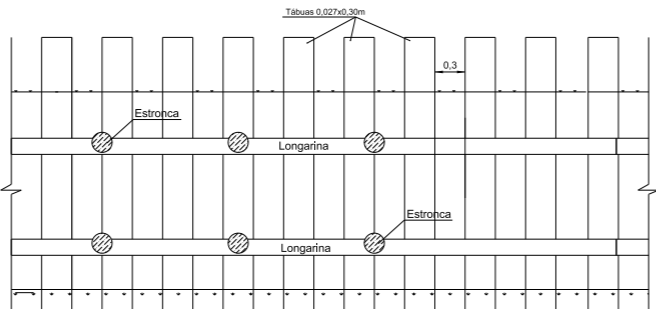 Tábuas 0,027x0,30m
0,3
Estronca
Longarina
Estronca
Longarina